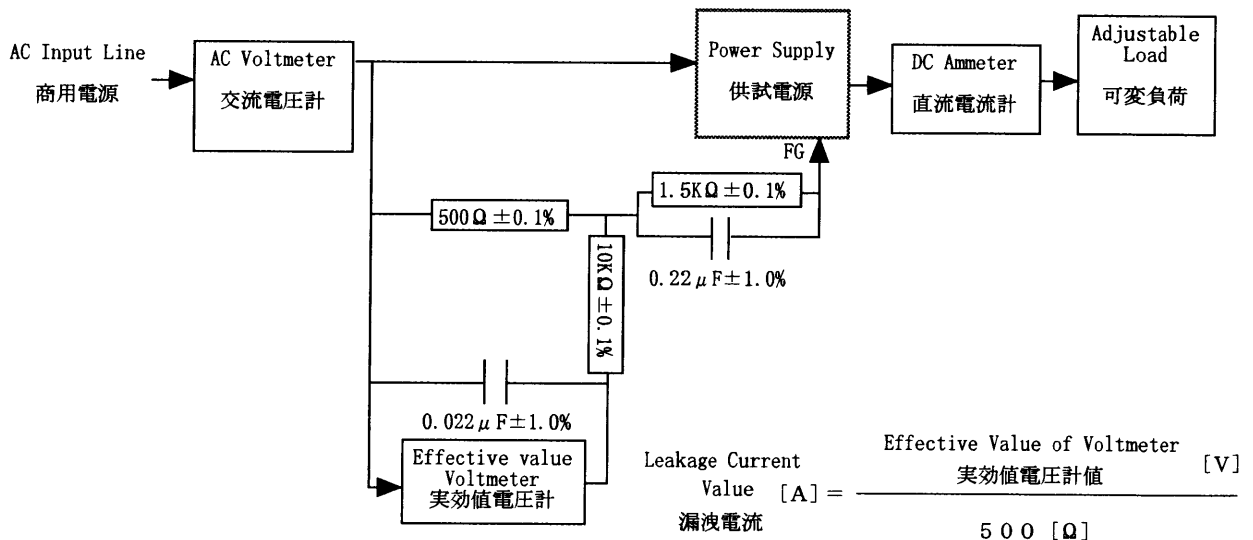 AC Input Line
商用電源
AC Voltmeter
交流電圧計
Power Supply
供試電源
DC Ammeter
直流電流計
Adjustable
Load
可変負荷
FG
1.5KΩ±0.1%
500Ω±0.1%
0.22μF±1.0%
10KΩ±0.1%
0.022μF±1.0%
Effective value
Voltmeter
実効値電圧計
Leakage Current
Value [A]=
漏洩電流
Effective Value of Voltmeter
実効値電圧計値 [V]
500 [Ω]